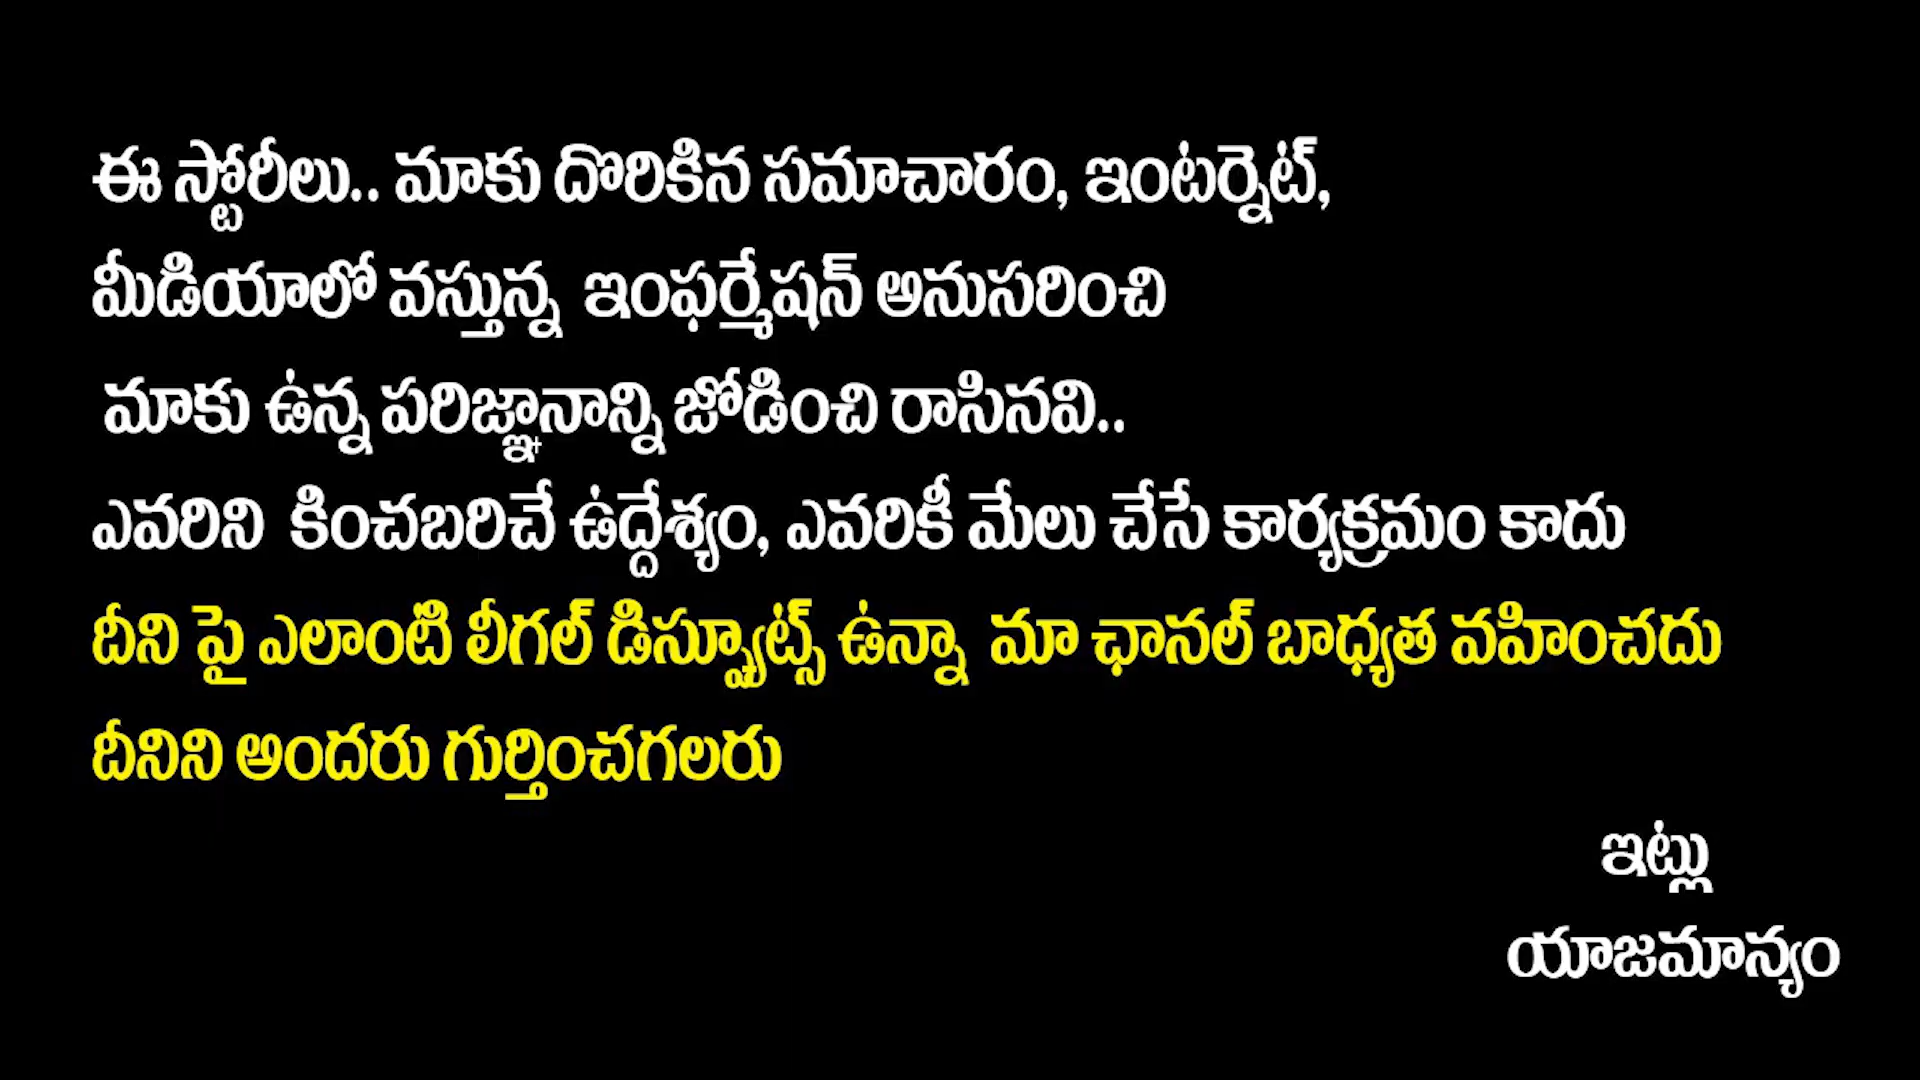 ఈ స్టోరీలు.. మాకు దొరికిన సమాచారం, ఇంటర్నెట్,
మీడియాలో వస్తున్న ఇంఫర్మేషన్ అనుసరించి
మాకు ఉన్న పరిజ్ఞానాన్ని జోడించి రాసినవి..
ఎవరిని కించబరిచే ఉద్దేశ్యం, ఎవరికీ మేలు చేసే కార్యక్రమం కాదు
దీని పై ఎలాంటి లీగల్ డిస్ప్యూట్స్ ఉన్నా మా ఛానల్ బాధ్యత వహించదు
దీనిని అందరు గుర్తించగలరు
ఇట్లు
యాజమాన్యం